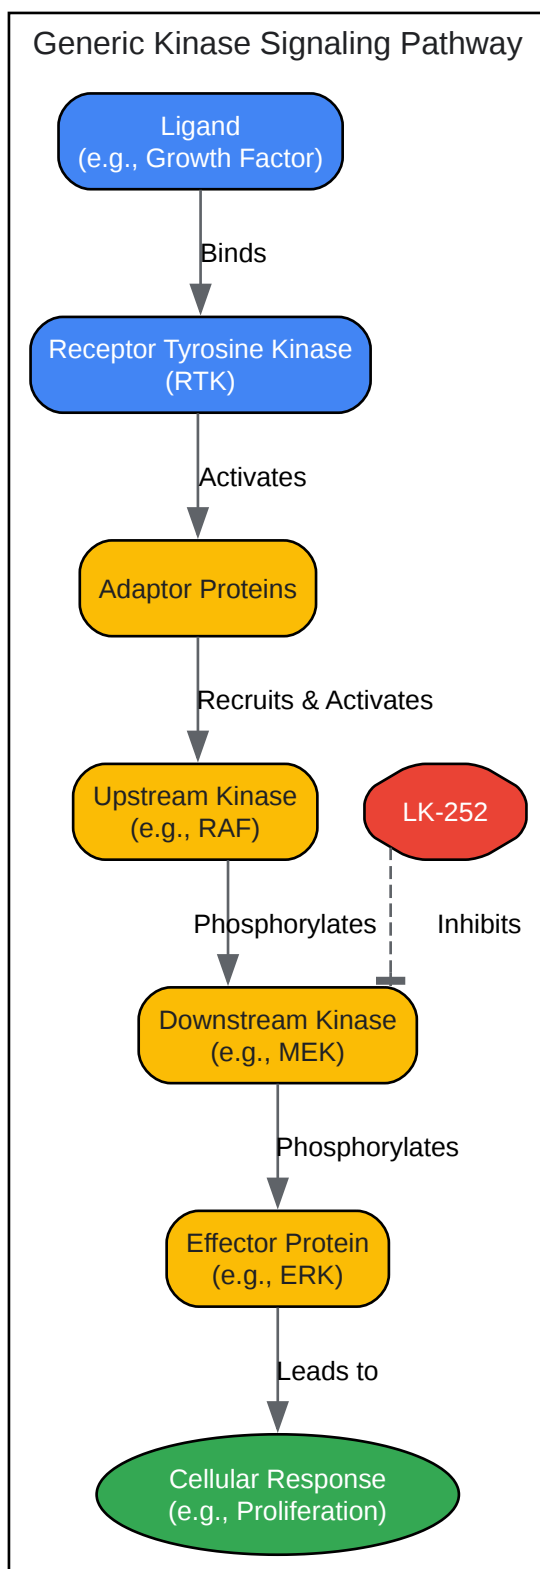 Generic Kinase Signaling Pathway
Ligand
(e.g., Growth Factor)
Binds
Receptor Tyrosine Kinase
(RTK)
Activates
Adaptor Proteins
Recruits & Activates
Upstream Kinase
(e.g., RAF)
LK-252
Phosphorylates
Inhibits
Downstream Kinase
(e.g., MEK)
Phosphorylates
Effector Protein
(e.g., ERK)
Leads to
Cellular Response
(e.g., Proliferation)